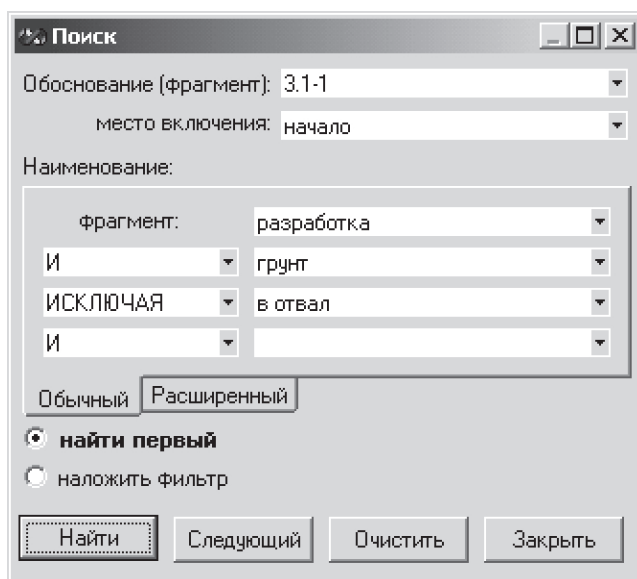 Поиск
Обоснование (фрагмент): 3.1-1
место включения: начало
Наименование:
фрагмент: разработка
И грунт
ИСКЛЮЧАЯ в отвал
И
Обычный Расширенный
найти первый
наложить фильтр
Найти Следующий Очистить Закрыть